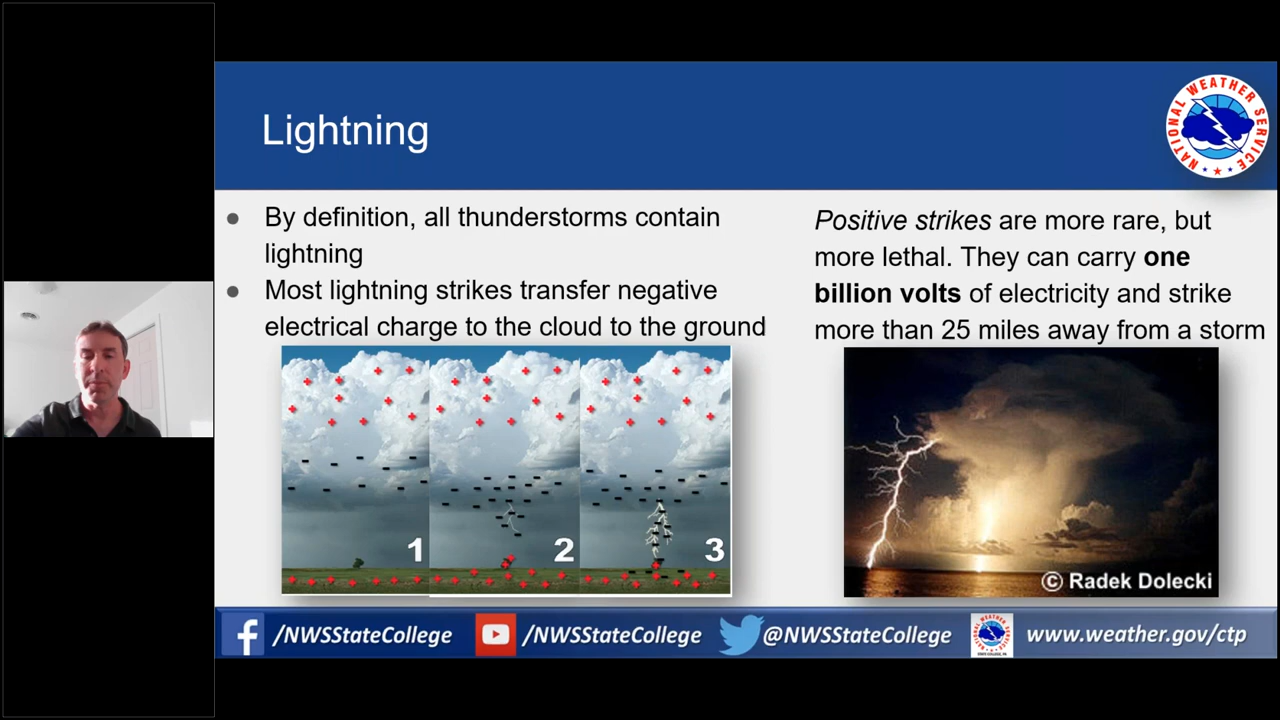 Lightning
NATIONAL WEATHER SERVICE
● By definition, all thunderstorms contain
lightning
● Most lightning strikes transfer negative
electrical charge to the cloud to the ground
1
2
3
Positive strikes are more rare, but
more lethal. They can carry one
billion volts of electricity and strike
more than 25 miles away from a storm
© Radek Dolecki
/NWSStateCollege
/NWSStateCollege
@NWSStateCollege
www.weather.gov/ctp